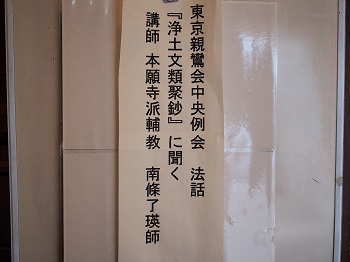 東京親鸞会中央例会　法話
『浄土文類聚鈔』に聞く
講師　本願寺派輔教　南條了瑛師